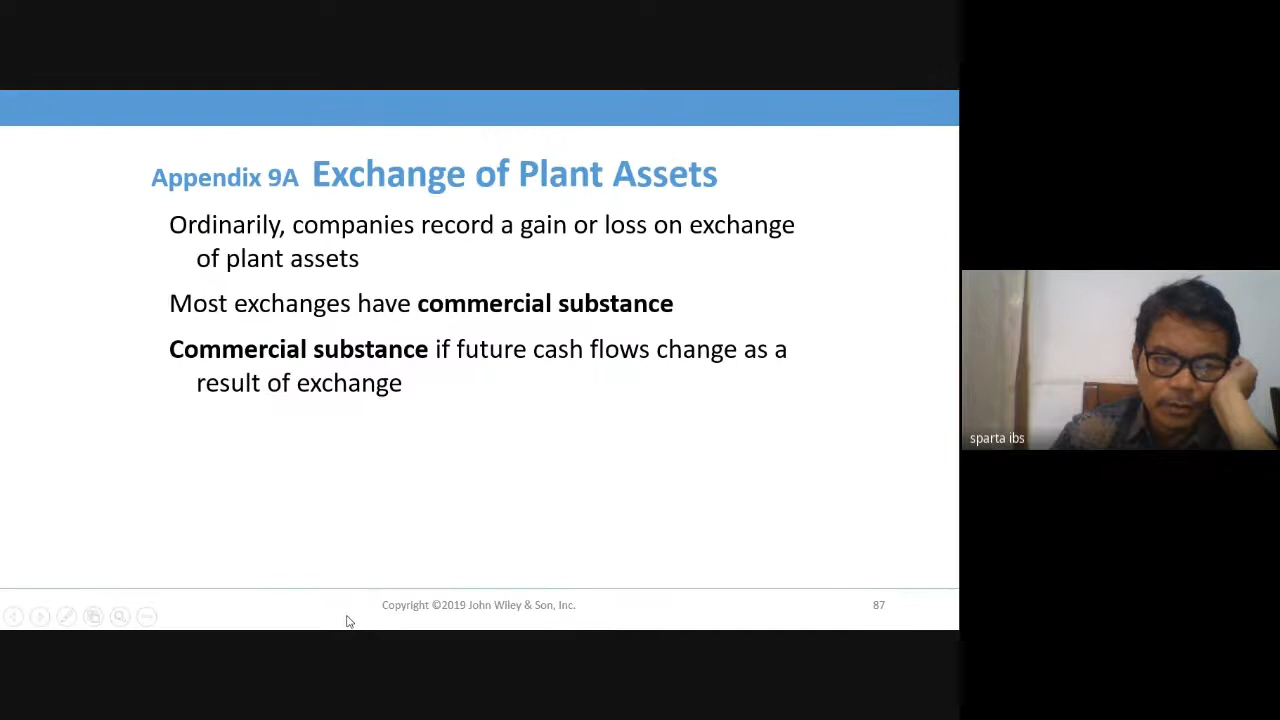 Appendix 9A Exchange of Plant Assets
Ordinarily, companies record a gain or loss on exchange
of plant assets
Most exchanges have commercial substance
Commercial substance if future cash flows change as a
result of exchange
sparta ibs
Copyright ©2019 John Wiley & Son, Inc.
87